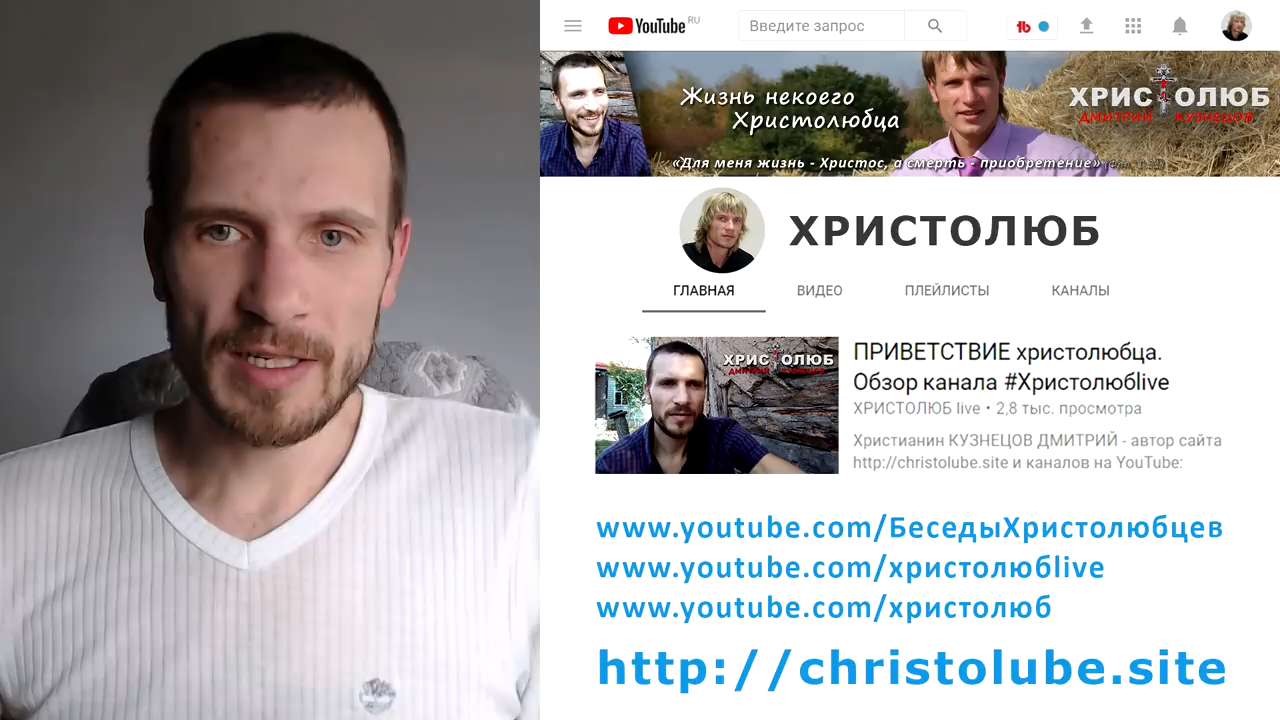 YouTube RU
Введите запрос
Жизнь некоего
Христолюбца
ХРИСТОЛЮБ
ДМИТРИЙ КУЗНЕЦОВ
«Для меня жизнь - Христос, а смерть - приобретение»
ХРИСТОЛЮБ
ГЛАВНАЯ ВИДЕО ПЛЕЙЛИСТЫ КАНАЛЫ
ХРИСТОЛЮБ
ДМИТРИЙ КУЗНЕЦОВ
ПРИВЕТСТВИЕ христолюбца.
Обзор канала #Христолюбlive
ХРИСТОЛЮБ live • 2,8 тыс. просмотра
Христианин КУЗНЕЦОВ ДМИТРИЙ - автор сайта
http://christolube.site и каналов на YouTube:
www.youtube.com/БеседыХристолюбцев
www.youtube.com/христолюбlive
www.youtube.com/христолюб
http://christolube.site